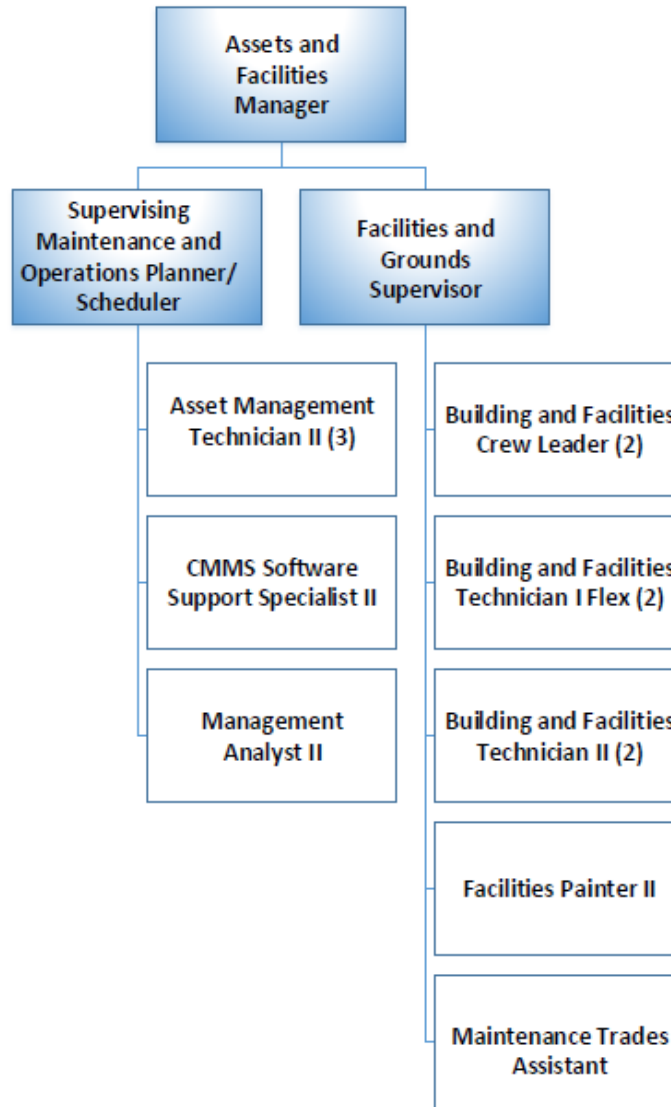 Assets and
Facilities
Manager
Supervising
Maintenance and
Operations Planner/
Scheduler
Facilities and
Grounds
Supervisor
Asset Management
Technician II (3)
CMMS Software
Support Specialist II
Management
Analyst II
Building and Facilities
Crew Leader (2)
Building and Facilities
Technician I Flex (2)
Building and Facilities
Technician II (2)
Facilities Painter II
Maintenance Trades
Assistant